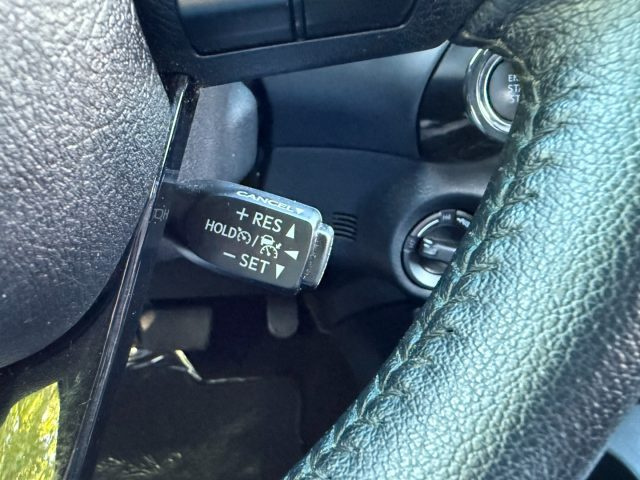 CANCEL
+ RES ▲
HOLD /
- SET ▼